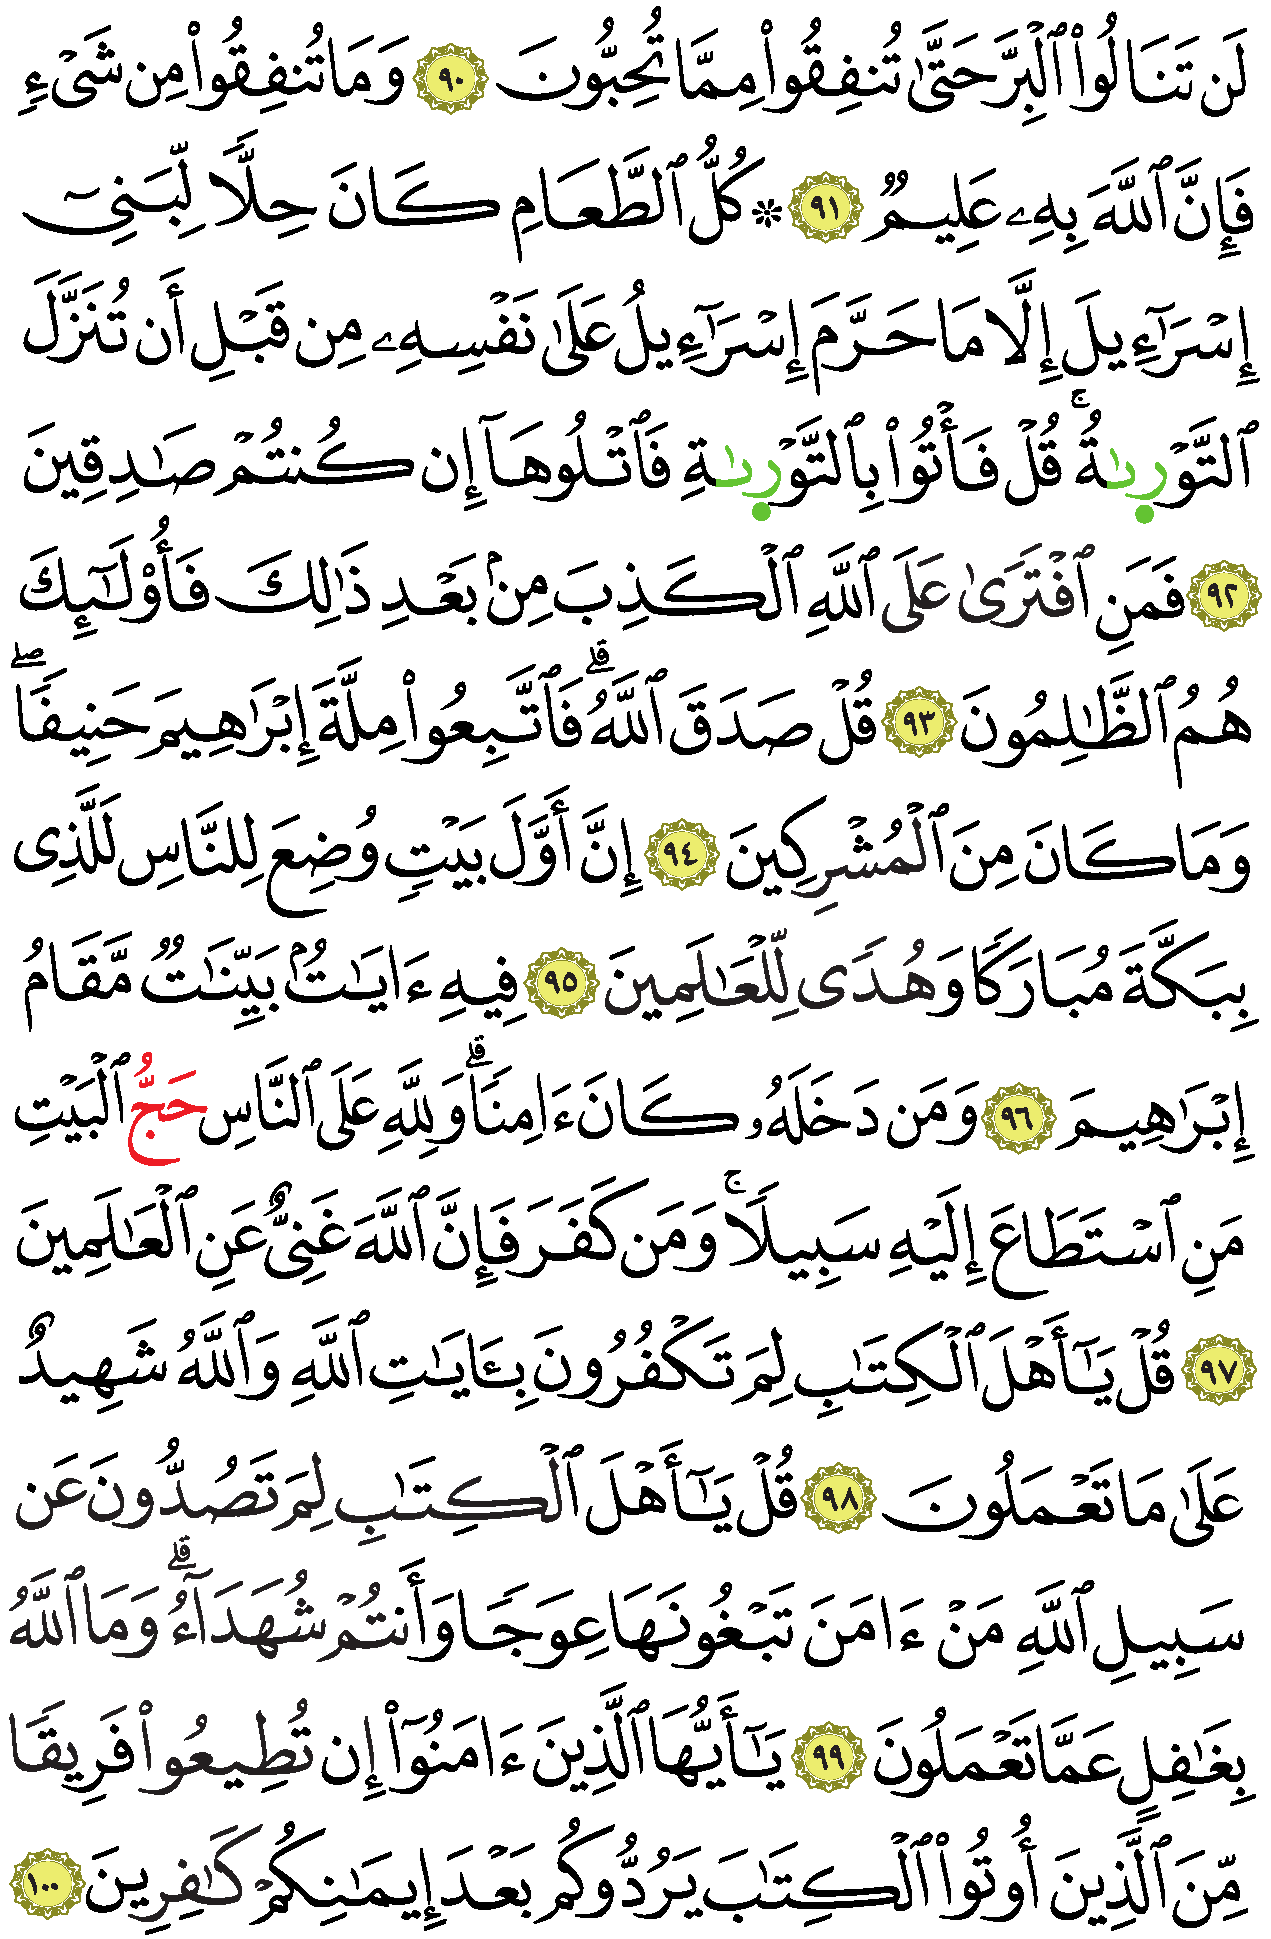 لَن تَنَالُوا۟ ٱلْبِرَّ حَتَّىٰ تُنفِقُوا۟ مِمَّا تُحِبُّونَ ٩٠ وَمَا تُنفِقُوا۟ مِن شَىْءٍ
فَإِنَّ ٱللَّهَ بِهِۦ عَلِيمٌ ٩١ ۞ كُلُّ ٱلطَّعَامِ كَانَ حِلًّا لِّبَنِىٓ
إِسْرَٰٓءِيلَ إِلَّا مَا حَرَّمَ إِسْرَٰٓءِيلُ عَلَىٰ نَفْسِهِۦ مِن قَبْلِ أَن تُنَزَّلَ
ٱلتَّوْرِىٰةُ ۚ قُلْ فَأْتُوا۟ بِٱلتَّوْرِىٰةِ فَٱتْلُوهَآ إِن كُنتُمْ صَٰدِقِينَ
٩٢ فَمَنِ ٱفْتَرَىٰ عَلَى ٱللَّهِ ٱلْكَذِبَ مِنۢ بَعْدِ ذَٰلِكَ فَأُو۟لَٰٓئِكَ
هُمُ ٱلظَّٰلِمُونَ ٩٣ قُلْ صَدَقَ ٱللَّهُ ۗ فَٱتَّبِعُوا۟ مِلَّةَ إِبْرَٰهِيمَ حَنِيفًا ۖ
وَمَا كَانَ مِنَ ٱلْمُشْرِكِينَ ٩٤ إِنَّ أَوَّلَ بَيْتٍ وُضِعَ لِلنَّاسِ لَلَّذِى
بِبَكَّةَ مُبَارَكًا وَهُدًى لِّلْعَٰلَمِينَ ٩٥ فِيهِ ءَايَٰتٌۢ بَيِّنَٰتٌ مَّقَامُ
إِبْرَٰهِيمَ ٩٦ وَمَن دَخَلَهُۥ كَانَ ءَامِنًا ۗ وَلِلَّهِ عَلَى ٱلنَّاسِ حَجُّ ٱلْبَيْتِ
مَنِ ٱسْتَطَاعَ إِلَيْهِ سَبِيلًا ۚ وَمَن كَفَرَ فَإِنَّ ٱللَّهَ غَنِىٌّ عَنِ ٱلْعَٰلَمِينَ
٩٧ قُلْ يَٰٓأَهْلَ ٱلْكِتَٰبِ لِمَ تَكْفُرُونَ بِـَٔايَٰتِ ٱللَّهِ وَٱللَّهُ شَهِيدٌ
عَلَىٰ مَا تَعْمَلُونَ ٩٨ قُلْ يَٰٓأَهْلَ ٱلْكِتَٰبِ لِمَ تَصُدُّونَ عَن
سَبِيلِ ٱللَّهِ مَنْ ءَامَنَ تَبْغُونَهَا عِوَجًا وَأَنتُمْ شُهَدَآءُ ۗ وَمَا ٱللَّهُ
بِغَٰفِلٍ عَمَّا تَعْمَلُونَ ٩٩ يَٰٓأَيُّهَا ٱلَّذِينَ ءَامَنُوٓا۟ إِن تُطِيعُوا۟ فَرِيقًا
مِّنَ ٱلَّذِينَ أُوتُوا۟ ٱلْكِتَٰبَ يَرُدُّوكُم بَعْدَ إِيمَٰنِكُمْ كَٰفِرِينَ ١٠٠